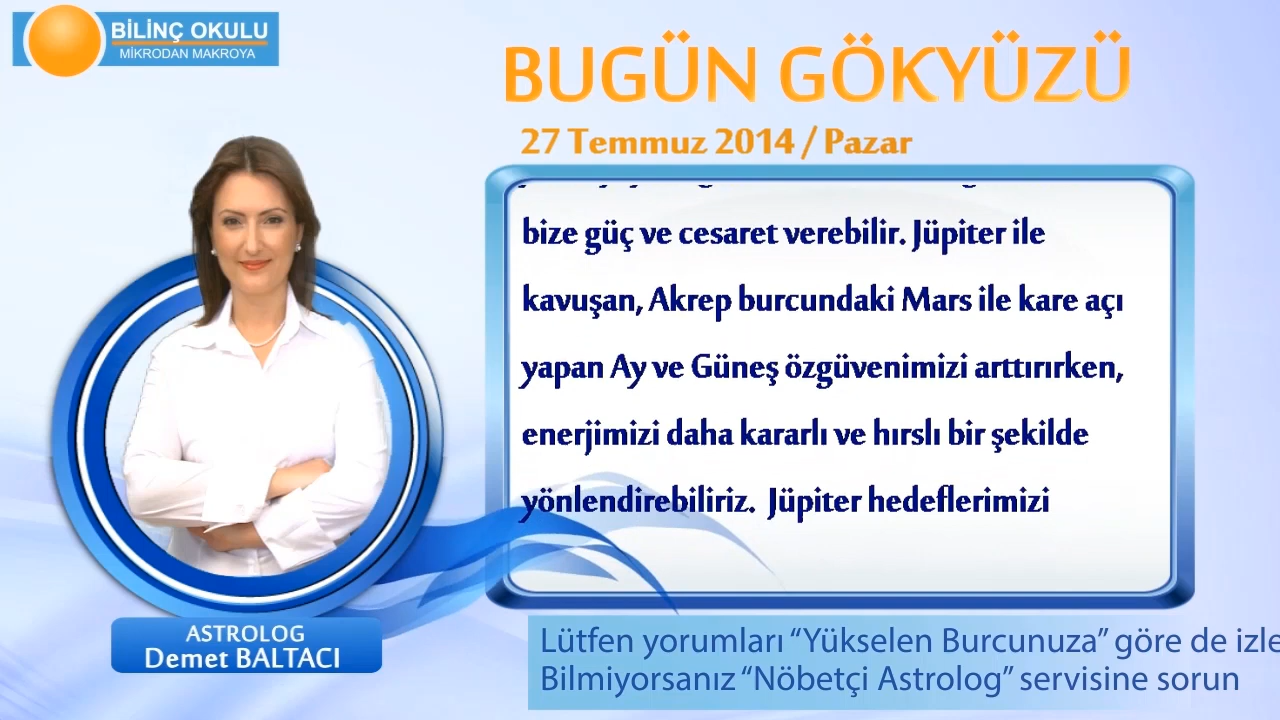 BİLİNÇ OKULU
MİKRODAN MAKROYA
BUGÜN GÖKYÜZÜ
27 Temmuz 2014 / Pazar
bize güç ve cesaret verebilir. Jüpiter ile
kavuşan, Akrep burcundaki Mars ile kare açı
yapan Ay ve Güneş özgüvenimizi arttırırken,
enerjimizi daha kararlı ve hırslı bir şekilde
yönlendirebiliriz. Jüpiter hedeflerimizi
ASTROLOG
Demet BALTACI
Lütfen yorumları “Yükselen Burcunuza” göre de izle
Bilmiyorsanız “Nöbetçi Astrolog” servisine sorun